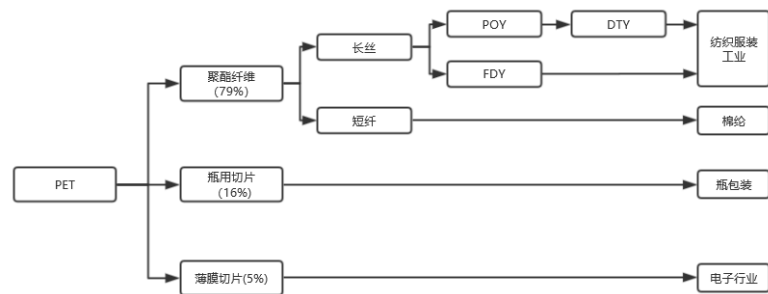 POY
DTY
纺织服装
工业
长丝
聚酯纤维
(79%)
FDY
短纤
棉纶
PET
瓶用切片
(16%)
瓶包装
薄膜切片(5%)
电子行业